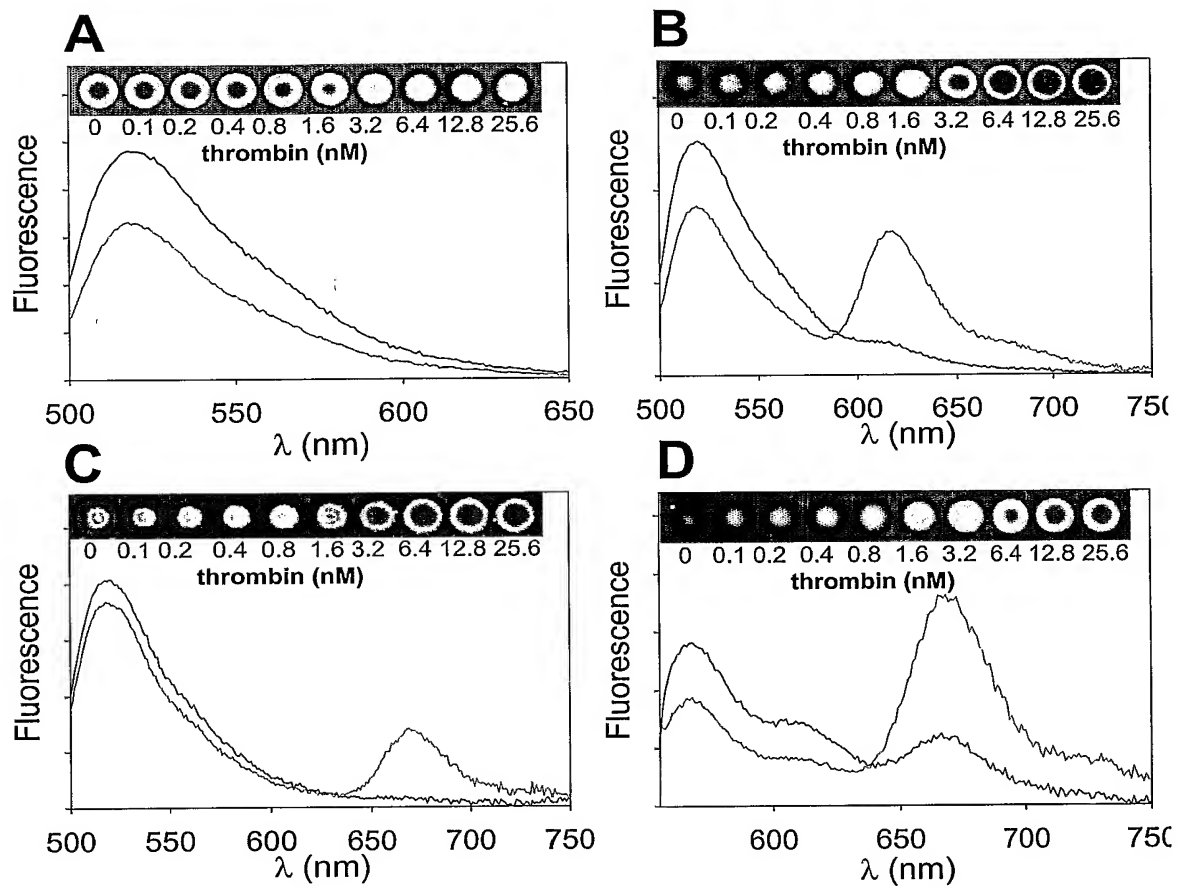 A
0 0.1 0.2 0.4 0.8 1.6 3.2 6.4 12.8 25.6
thrombin (nM)
Fluorescence
500 550 600 650
λ (nm)
B
0 0.1 0.2 0.4 0.8 1.6 3.2 6.4 12.8 25.6
thrombin (nM)
Fluorescence
500 550 600 650 700 750
λ (nm)
C
0 0.1 0.2 0.4 0.8 1.6 3.2 6.4 12.8 25.6
thrombin (nM)
Fluorescence
500 550 600 650 700 750
λ (nm)
D
0 0.1 0.2 0.4 0.8 1.6 3.2 6.4 12.8 25.6
thrombin (nM)
Fluorescence
600 650 700 750
λ (nm)